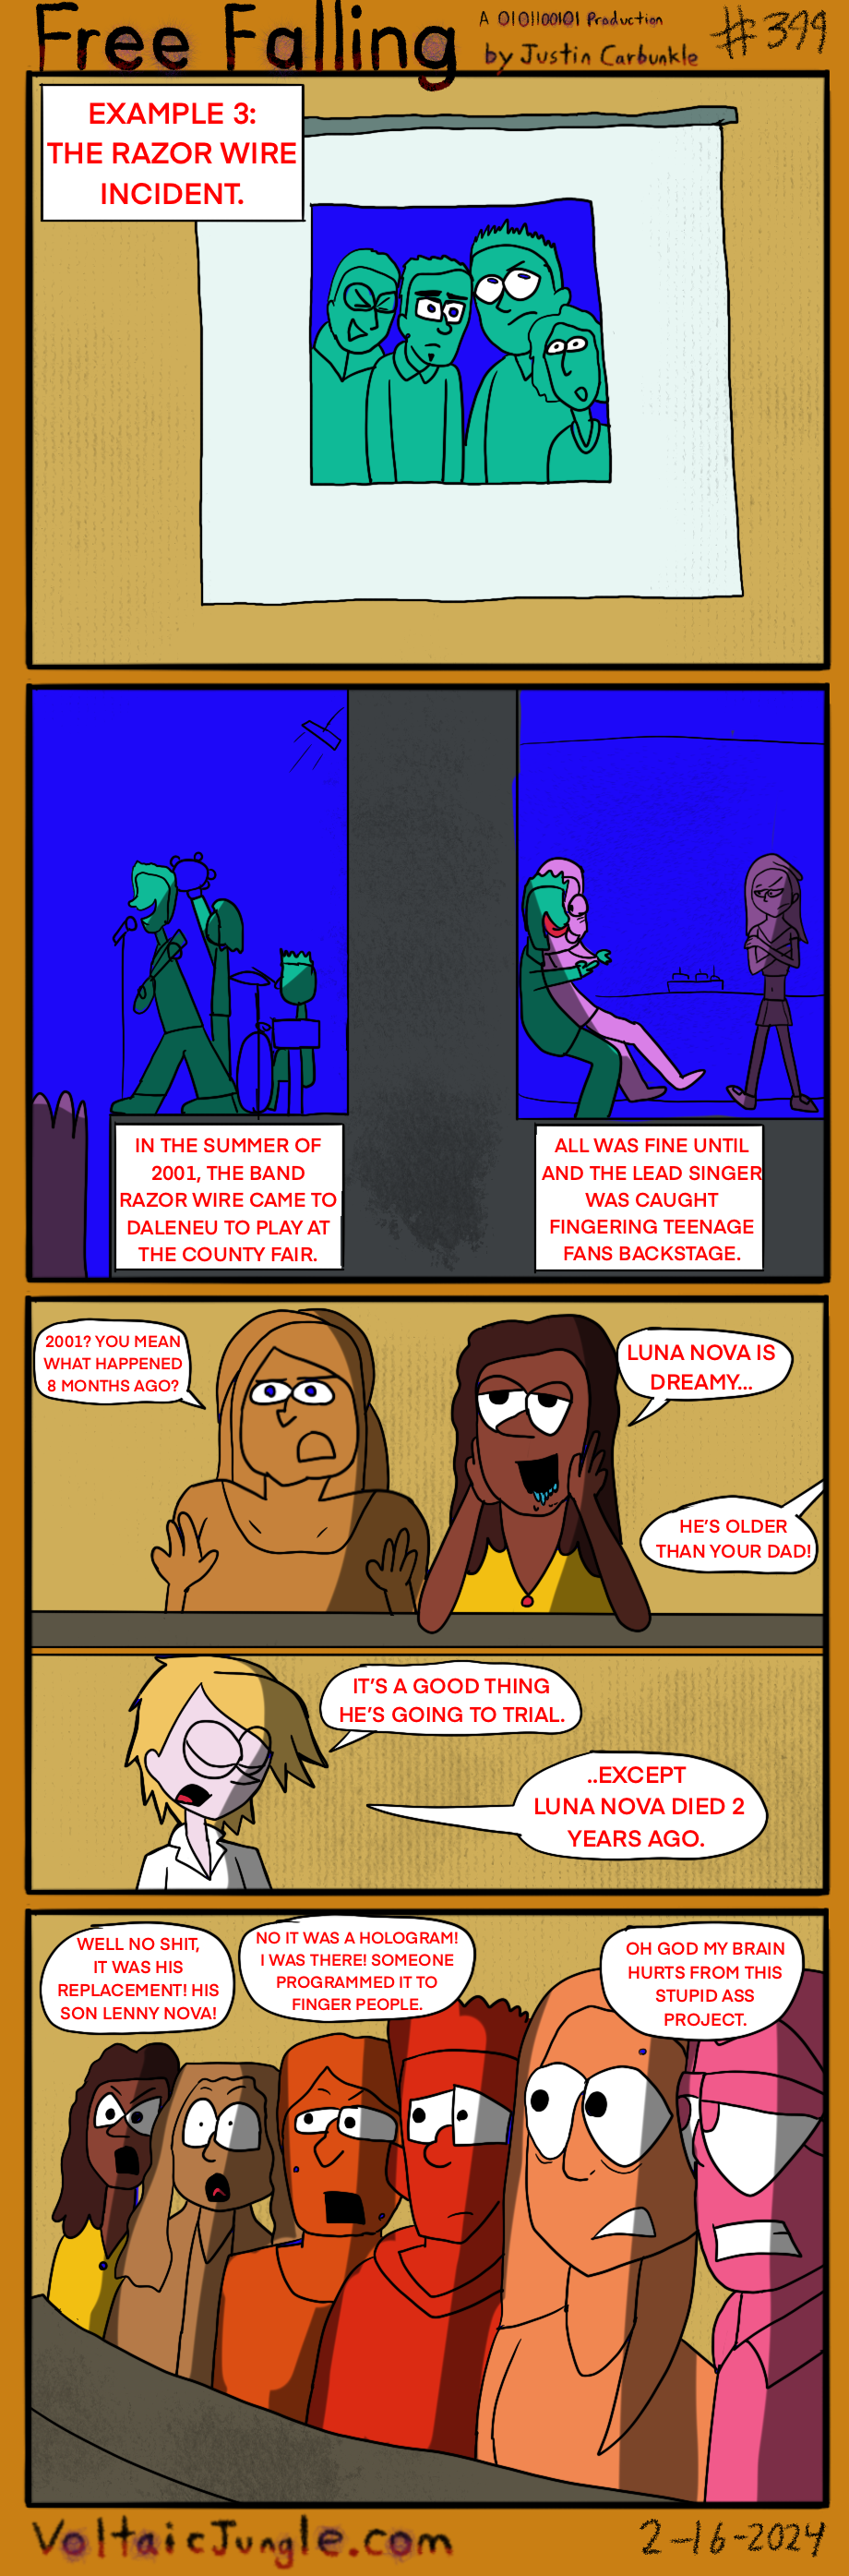 Free Falling
A 0101100101 Production
by Justin Carbunkle
#399
EXAMPLE 3:
THE RAZOR WIRE
INCIDENT.
IN THE SUMMER OF
2001, THE BAND
RAZOR WIRE CAME TO
DALENEU TO PLAY AT
THE COUNTY FAIR.
ALL WAS FINE UNTIL
AND THE LEAD SINGER
WAS CAUGHT
FINGERING TEENAGE
FANS BACKSTAGE.
2001? YOU MEAN
WHAT HAPPENED
8 MONTHS AGO?
LUNA NOVA IS
DREAMY...
HE'S OLDER
THAN YOUR DAD!
IT'S A GOOD THING
HE'S GOING TO TRIAL.
..EXCEPT
LUNA NOVA DIED 2
YEARS AGO.
WELL NO SHIT,
IT WAS HIS
REPLACEMENT! HIS
SON LENNY NOVA!
NO IT WAS A HOLOGRAM!
I WAS THERE! SOMEONE
PROGRAMMED IT TO
FINGER PEOPLE.
OH GOD MY BRAIN
HURTS FROM THIS
STUPID ASS
PROJECT.
VoltaicJungle.com
2-16-2024